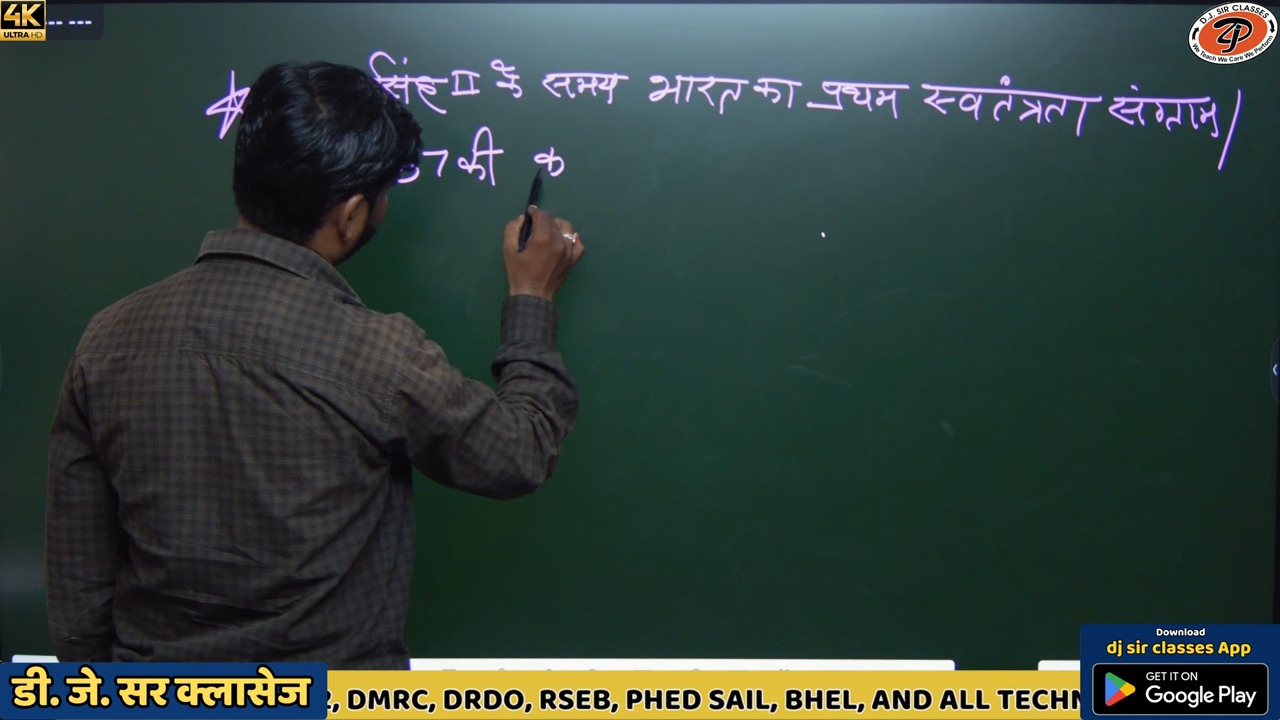 4K
ULTRA HD
D.J. SIR CLASSES
We Teach We Care We Perform
सिंह II के समय भारत का प्रथम स्वतंत्रता संग्राम/
57 की क
Download
dj sir classes App
GET IT ON
Google Play
डी. जे. सर क्लासेज
2, DMRC, DRDO, RSEB, PHED SAIL, BHEL, AND ALL TECHN